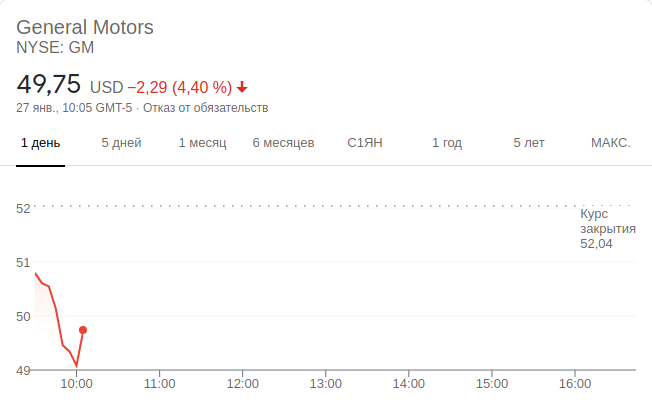 General Motors
NYSE: GM
49,75 USD −2,29 (4,40 %)
27 янв., 10:05 GMT-5 · Отказ от обязательств
1 день 5 дней 1 месяц 6 месяцев С1ЯН 1 год 5 лет МАКС.
52
Курс
закрытия
52,04
51
50
49
10:00 11:00 12:00 13:00 14:00 15:00 16:00